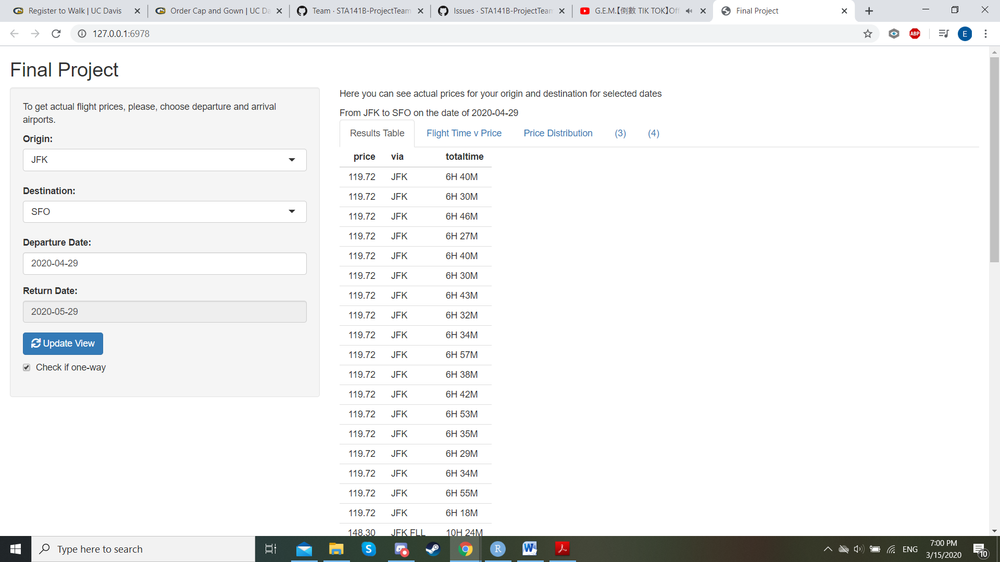 Register to Walk | UC Davis
Order Cap and Gown | UC Da
Team · STA141B-ProjectTeam
Issues · STA141B-ProjectTeam
G.E.M.【倒數 TIK TOK】Off
Final Project
127.0.0.1:6978
ABP
E
Final Project
To get actual flight prices, please, choose departure and arrival
airports.
Origin:
JFK
Destination:
SFO
Departure Date:
2020-04-29
Return Date:
2020-05-29
Update View
Check if one-way
Here you can see actual prices for your origin and destination for selected dates
From JFK to SFO on the date of 2020-04-29
Results Table Flight Time v Price Price Distribution (3) (4)
price via totaltime
119.72 JFK 6H 40M
119.72 JFK 6H 30M
119.72 JFK 6H 46M
119.72 JFK 6H 27M
119.72 JFK 6H 40M
119.72 JFK 6H 30M
119.72 JFK 6H 43M
119.72 JFK 6H 32M
119.72 JFK 6H 34M
119.72 JFK 6H 57M
119.72 JFK 6H 38M
119.72 JFK 6H 42M
119.72 JFK 6H 53M
119.72 JFK 6H 35M
119.72 JFK 6H 29M
119.72 JFK 6H 34M
119.72 JFK 6H 55M
119.72 JFK 6H 18M
148.30 JFK FLL 10H 24M
Type here to search
S
R
W
ENG
7:00 PM
3/15/2020
10